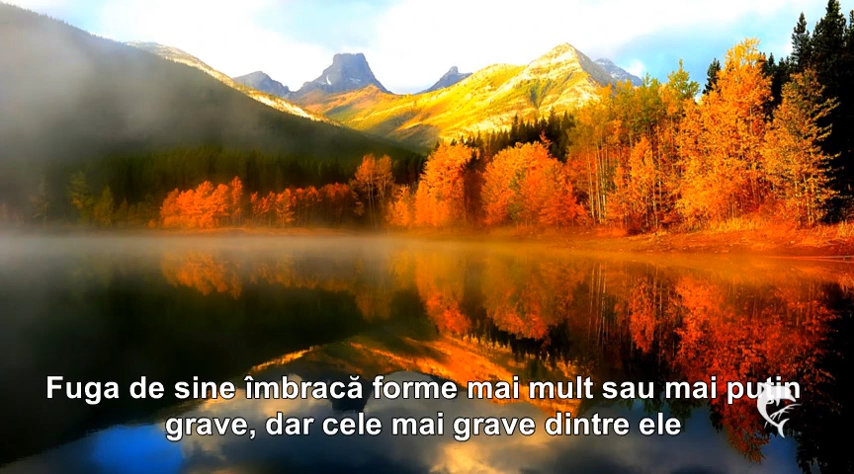 Fuga de sine îmbracă forme mai mult sau mai puțin
grave, dar cele mai grave dintre ele